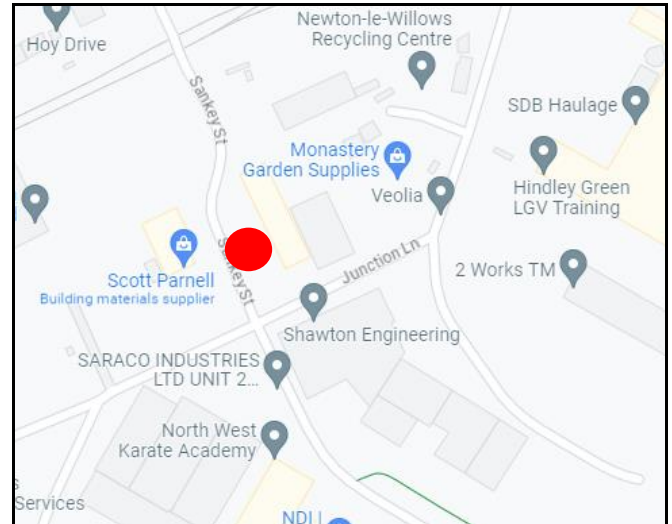 Newton-le-Willows
Recycling Centre
Hoy Drive
Sankey St
SDB Haulage
Monastery
Garden Supplies
Veolia
Hindley Green
LGV Training
Sankey St
Junction Ln
2 Works TM
Scott Parnell
Building materials supplier
Shawton Engineering
SARACO INDUSTRIES
LTD UNIT 2...
North West
Karate Academy
Services